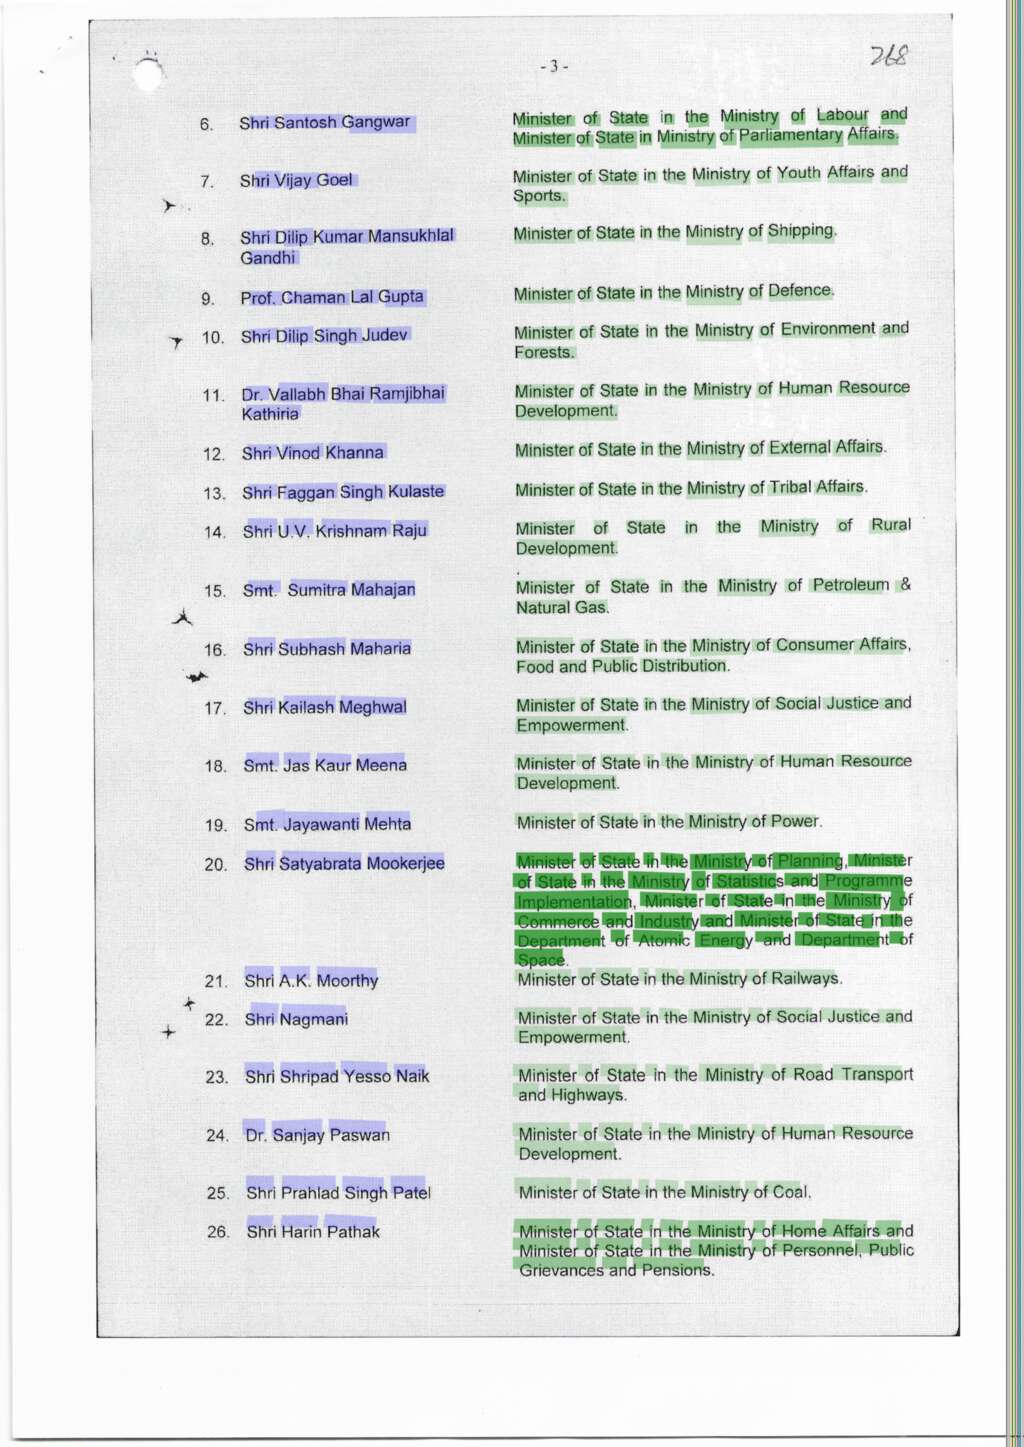 268
-3-
6. Shri Santosh Gangwar Minister of State in the Ministry of Labour and
Minister of State in Ministry of Parliamentary Affairs.
7. Shri Vijay Goel Minister of State in the Ministry of Youth Affairs and
Sports.
8. Shri Dilip Kumar Mansukhlal Minister of State in the Ministry of Shipping.
Gandhi
9. Prof. Chaman Lal Gupta Minister of State in the Ministry of Defence.
10. Shri Dilip Singh Judev Minister of State in the Ministry of Environment and
Forests.
11. Dr. Vallabh Bhai Ramjibhai Minister of State in the Ministry of Human Resource
Kathiria Development.
12. Shri Vinod Khanna Minister of State in the Ministry of External Affairs.
13. Shri Faggan Singh Kulaste Minister of State in the Ministry of Tribal Affairs.
14. Shri U.V. Krishnam Raju Minister of State in the Ministry of Rural
Development.
15. Smt. Sumitra Mahajan Minister of State in the Ministry of Petroleum &
Natural Gas.
16. Shri Subhash Maharia Minister of State in the Ministry of Consumer Affairs,
Food and Public Distribution.
17. Shri Kailash Meghwal Minister of State in the Ministry of Social Justice and
Empowerment.
18. Smt. Jas Kaur Meena Minister of State in the Ministry of Human Resource
Development.
19. Smt. Jayawanti Mehta Minister of State in the Ministry of Power.
20. Shri Satyabrata Mookerjee Minister of State in the Ministry of Planning, Minister
of State in the Ministry of Statistics and Programme
Implementation, Minister of State in the Ministry of
Commerce and Industry and Minister of State in the
Department of Atomic Energy and Department of
Space.
21. Shri A.K. Moorthy Minister of State in the Ministry of Railways.
22. Shri Nagmani Minister of State in the Ministry of Social Justice and
Empowerment.
23. Shri Shripad Yesso Naik Minister of State in the Ministry of Road Transport
and Highways.
24. Dr. Sanjay Paswan Minister of State in the Ministry of Human Resource
Development.
25. Shri Prahlad Singh Patel Minister of State in the Ministry of Coal.
26. Shri Harin Pathak Minister of State in the Ministry of Home Affairs and
Minister of State in the Ministry of Personnel, Public
Grievances and Pensions.